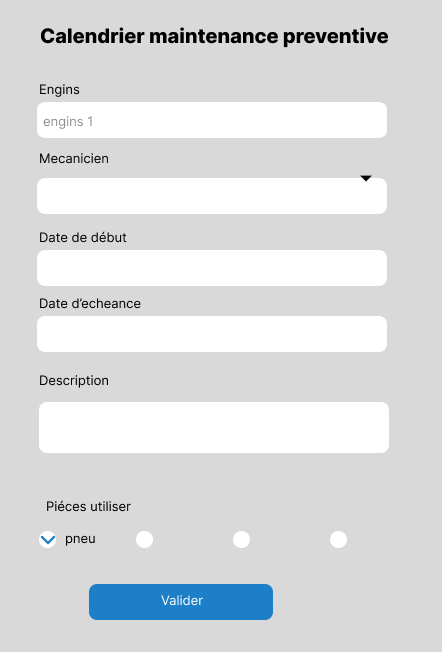 Calendrier maintenance preventive
Engins
engins 1
Mecanicien
Date de début
Date d’echeance
Description
Piéces utiliser
pneu
Valider